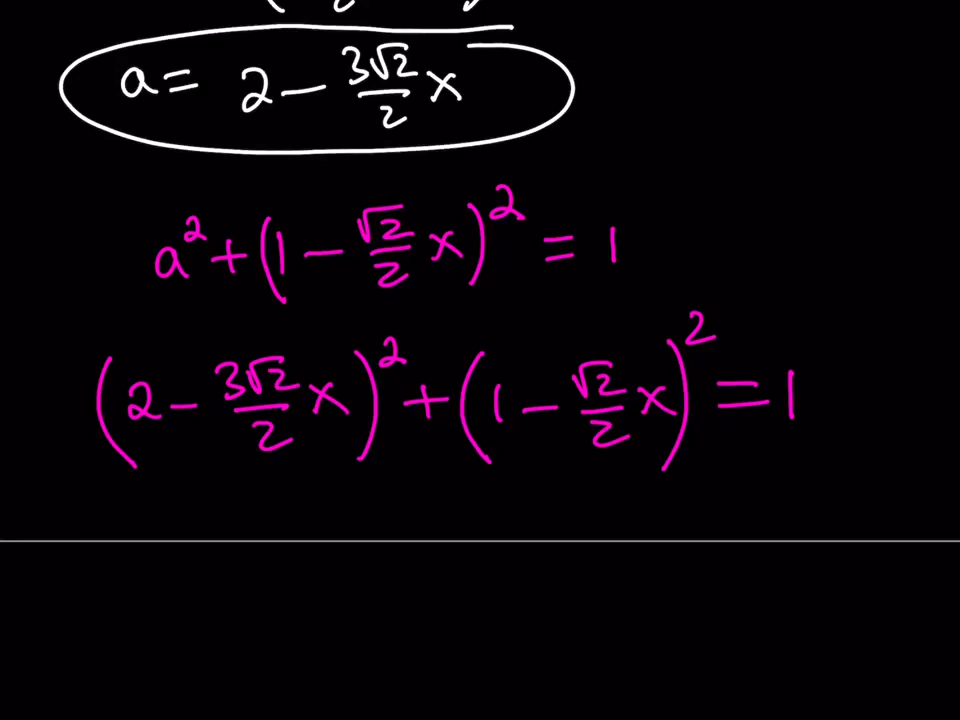 a = 2 - 3√2/2 x
a² + (1 - √2/2 x)² = 1
(2 - 3√2/2 x)² + (1 - √2/2 x)² = 1